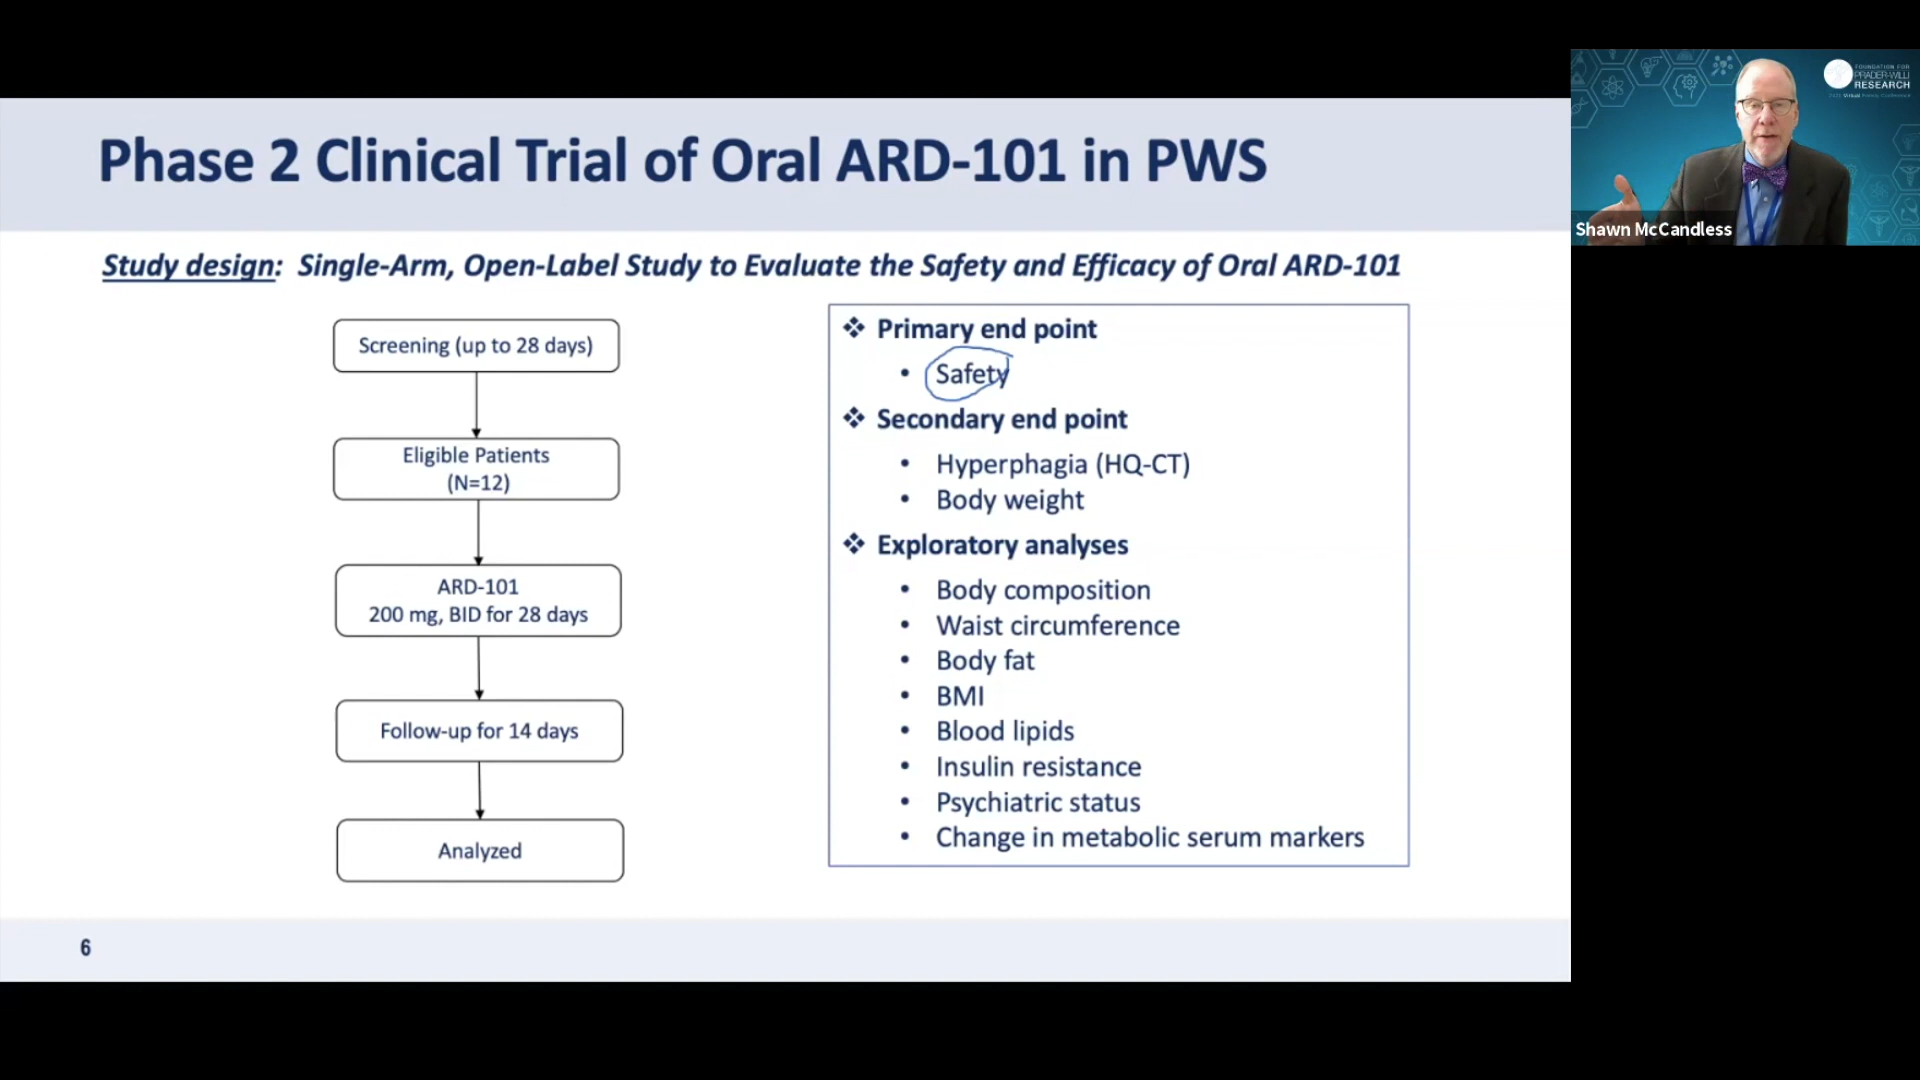 Phase 2 Clinical Trial of Oral ARD-101 in PWS
Study design: Single-Arm, Open-Label Study to Evaluate the Safety and Efficacy of Oral ARD-101
Screening (up to 28 days)
Eligible Patients
(N=12)
ARD-101
200 mg, BID for 28 days
Follow-up for 14 days
Analyzed
❖ Primary end point
• Safety
❖ Secondary end point
• Hyperphagia (HQ-CT)
• Body weight
❖ Exploratory analyses
• Body composition
• Waist circumference
• Body fat
• BMI
• Blood lipids
• Insulin resistance
• Psychiatric status
• Change in metabolic serum markers
6
FOUNDATION FOR
PRADER-WILLI
RESEARCH
Shawn McCandless